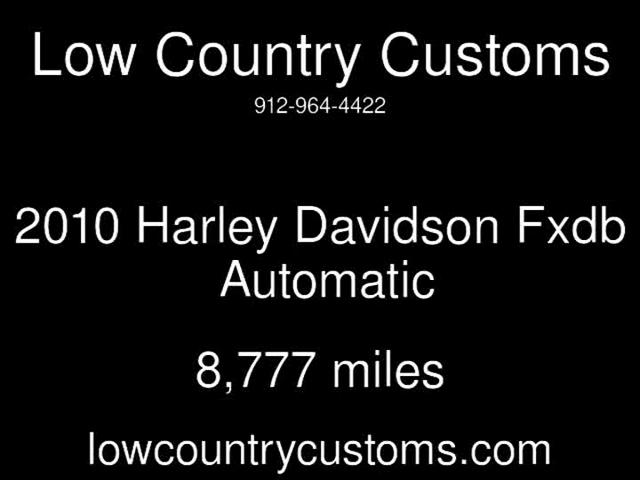 Low Country Customs
912-964-4422
2010 Harley Davidson Fxdb
Automatic
8,777 miles
lowcountrycustoms.com